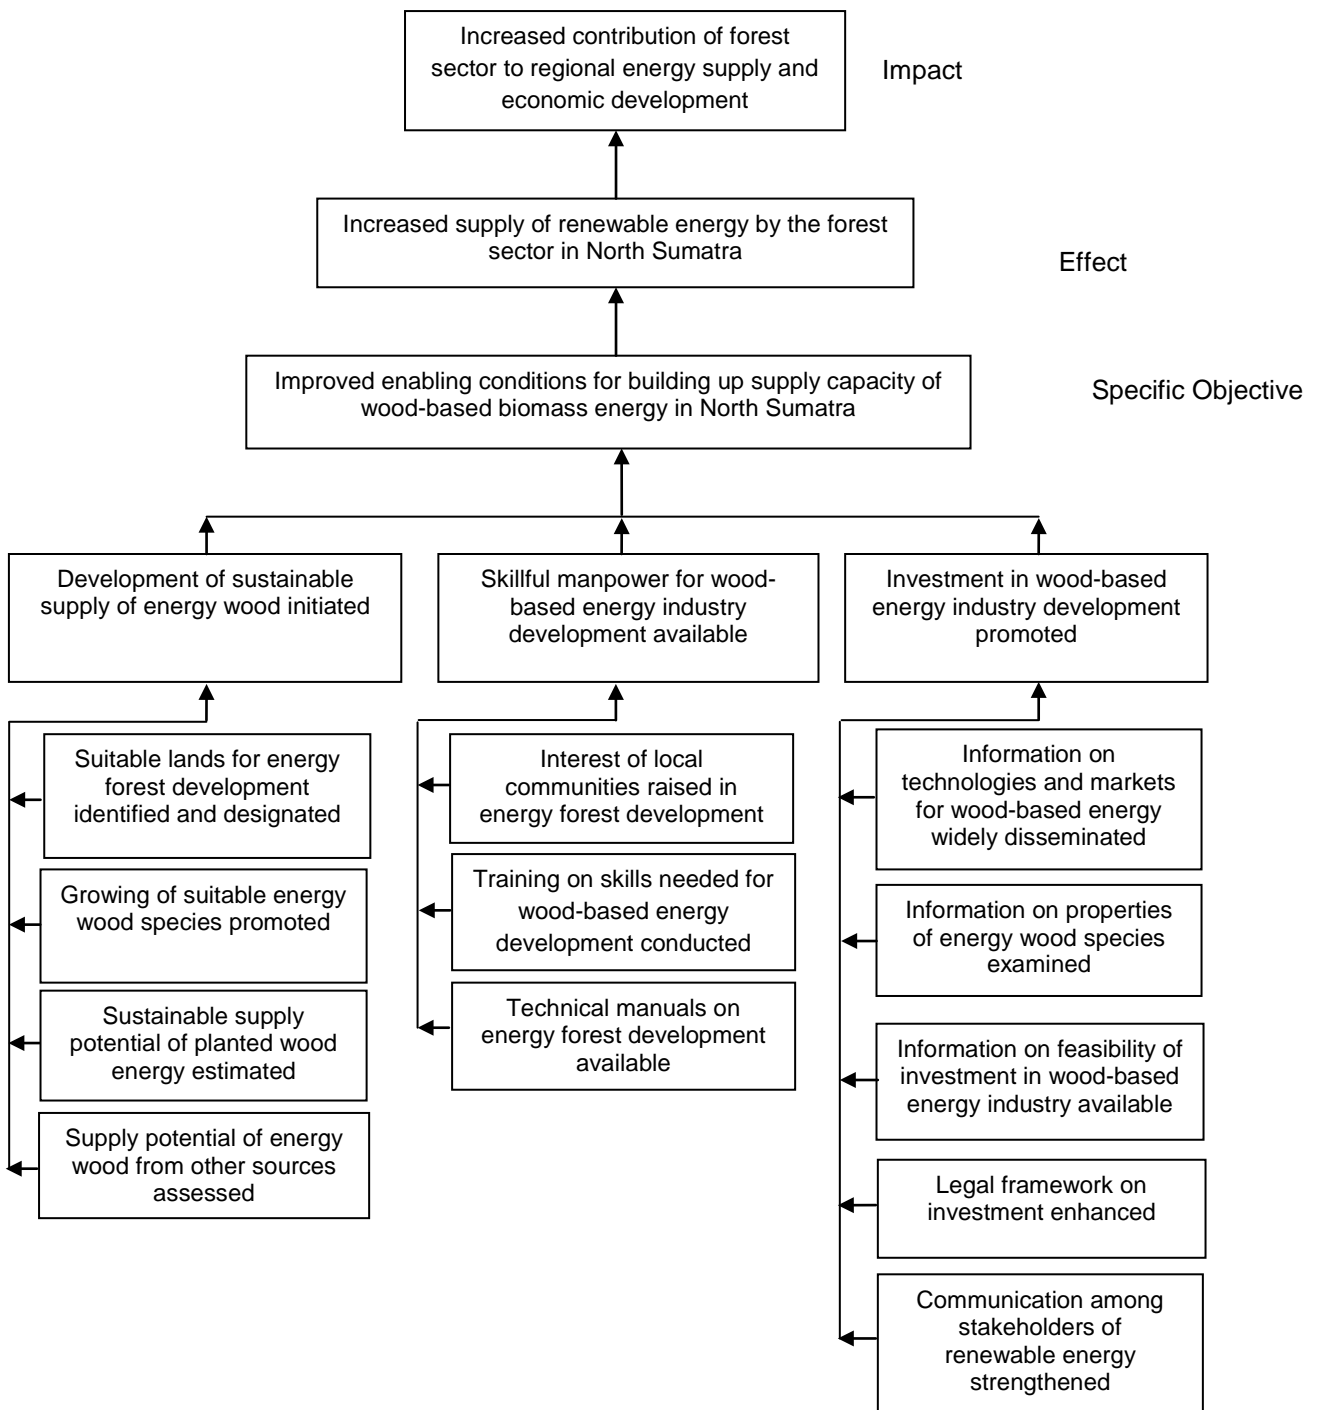 Increased contribution of forest
sector to regional energy supply and
economic development
Impact
Increased supply of renewable energy by the forest
sector in North Sumatra
Effect
Improved enabling conditions for building up supply capacity of
wood-based biomass energy in North Sumatra
Specific Objective
Development of sustainable
supply of energy wood initiated
Skillful manpower for wood-
based energy industry
development available
Investment in wood-based
energy industry development
promoted
Suitable lands for energy
forest development
identified and designated
Growing of suitable energy
wood species promoted
Sustainable supply
potential of planted wood
energy estimated
Supply potential of energy
wood from other sources
assessed
Interest of local
communities raised in
energy forest development
Training on skills needed for
wood-based energy
development conducted
Technical manuals on
energy forest development
available
Information on
technologies and markets
for wood-based energy
widely disseminated
Information on properties
of energy wood species
examined
Information on feasibility of
investment in wood-based
energy industry available
Legal framework on
investment enhanced
Communication among
stakeholders of
renewable energy
strengthened